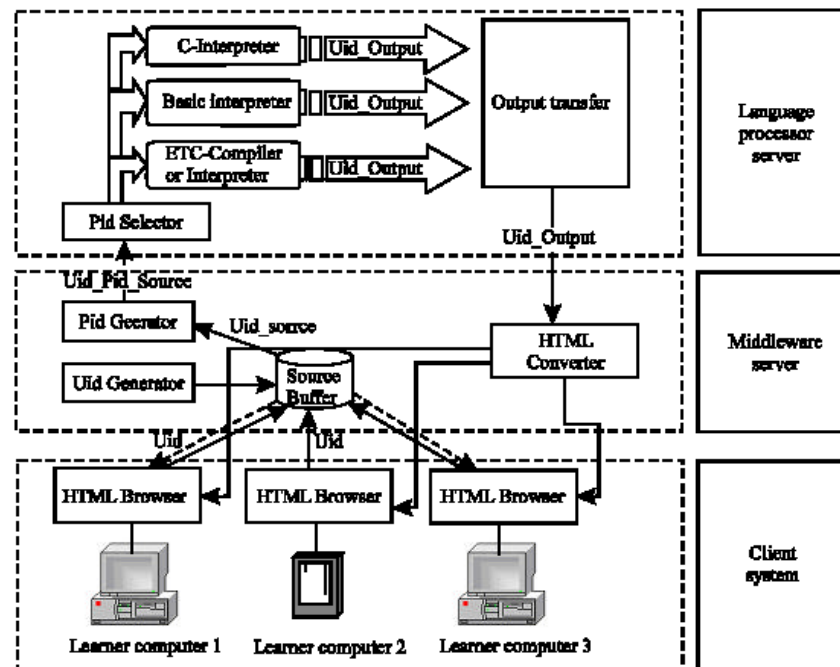 C-Interpreter
Uid_Output
Basic interpreter
Uid_Output
ETC-Compiler
or Interpreter
Uid_Output
Output transfer
Language
processor
server
Pid Selector
Uid_Output
Uid_Pid_Source
Pid Geerator
Uid_source
HTML
Converter
Middleware
server
Uid Generator
Source
Buffer
Uid
Uid
HTML Browser
HTML Browser
HTML Browser
Client
system
Learner computer 1
Learner computer 2
Learner computer 3